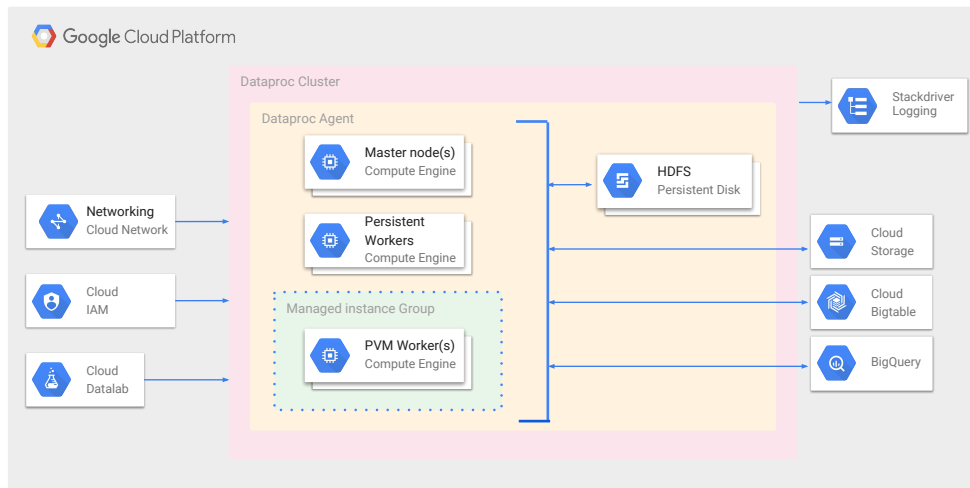 Google Cloud Platform
Dataproc Cluster
Dataproc Agent
Master node(s)
Compute Engine
Persistent
Workers
Compute Engine
Managed instance Group
PVM Worker(s)
Compute Engine
Networking
Cloud Network
Cloud
IAM
Cloud
Datalab
HDFS
Persistent Disk
Stackdriver
Logging
Cloud
Storage
Cloud
Bigtable
BigQuery